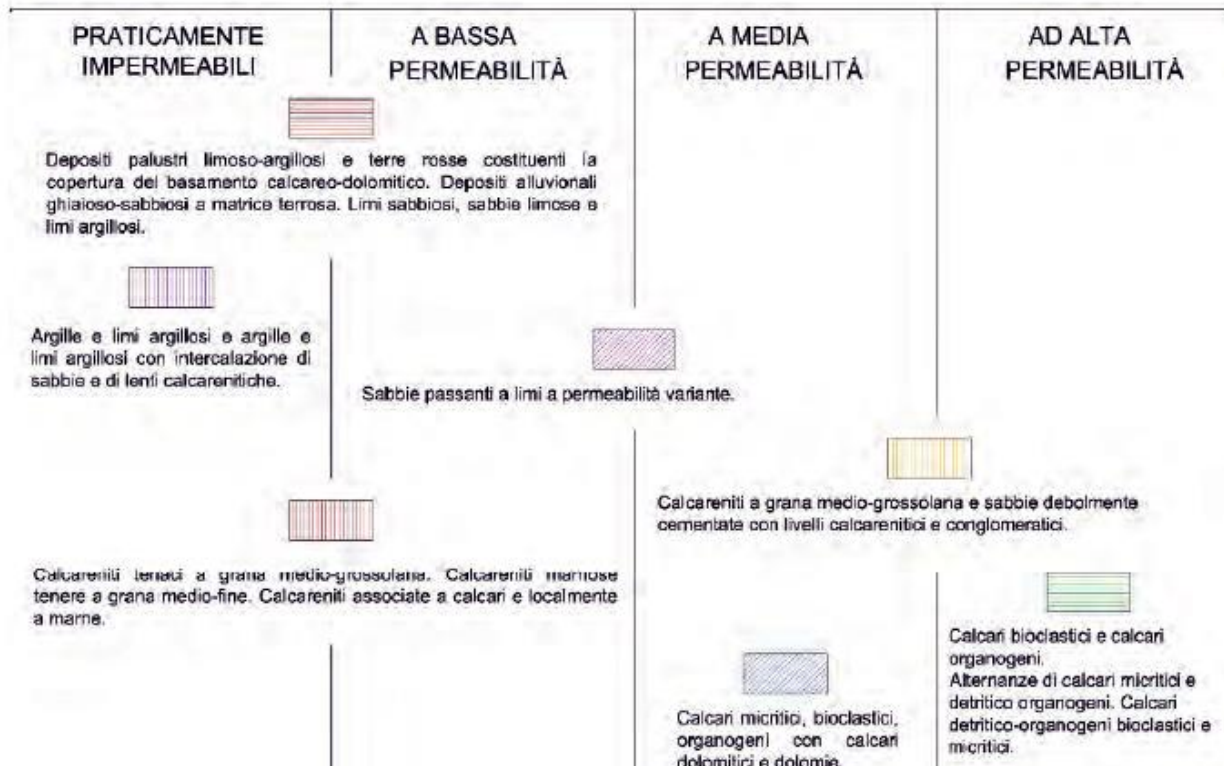 PRATICAMENTE
IMPERMEABILI
A BASSA
PERMEABILITÀ
A MEDIA
PERMEABILITÀ
AD ALTA
PERMEABILITÀ
Depositi palustri limoso-argillosi e terre rosse costituenti la
copertura del basamento calcareo-dolomitico. Depositi alluvionali
ghiaioso-sabbiosi a matrice terrosa. Limi sabbiosi, sabbie limose e
limi argillosi.
Argille e limi argillosi e argille e
limi argillosi con intercalazione di
sabbie e di lenti calcarenitiche.
Sabbie passanti a limi a permeabilità variante.
Calcareniti a grana medio-grossolana e sabbie debolmente
cementate con livelli calcarenitici e conglomeratici.
Calcareniti tenaci a grana medio-grossolana. Calcareniti marnose
tenere a grana medio-fine. Calcareniti associate a calcari e localmente
a marne.
Calcari bioclastici e calcari
organogeni.
Alternanze di calcari micritici e
detritico organogeni. Calcari
detritico-organogeni bioclastici e
micritici.
Calcari micritici, bioclastici,
organogeni con calcari
dolomitici e dolomie.